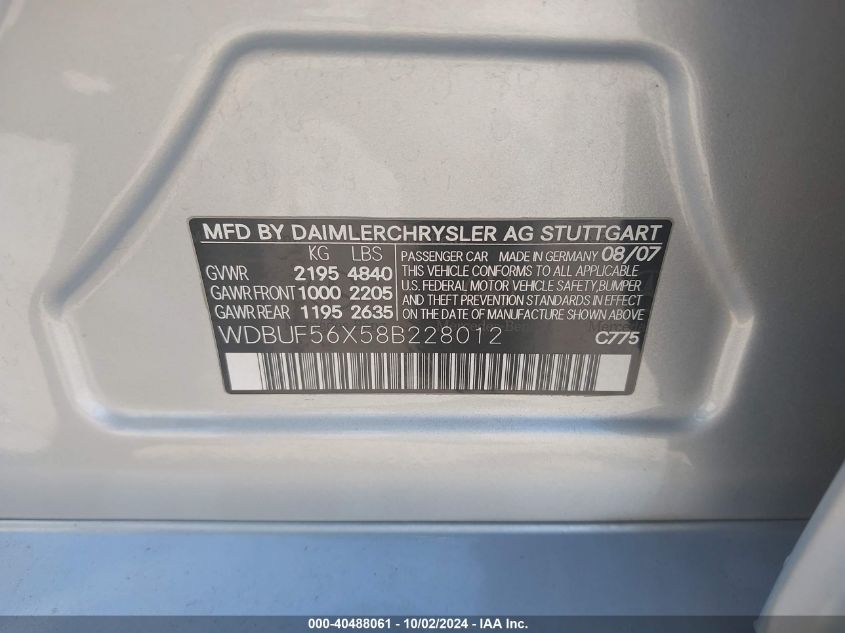 MFD BY DAIMLERCHRYSLER AG STUTTGART
KG LBS
GVWR 2195 4840
GAWR FRONT 1000 2205
GAWR REAR 1195 2635
PASSENGER CAR MADE IN GERMANY 08/07
THIS VEHICLE CONFORMS TO ALL APPLICABLE
U.S. FEDERAL MOTOR VEHICLE SAFETY,BUMPER
AND THEFT PREVENTION STANDARDS IN EFFECT
ON THE DATE OF MANUFACTURE SHOWN ABOVE.
WDBUF56X58B228012 C775
000-40488061 - 10/02/2024 - IAA Inc.